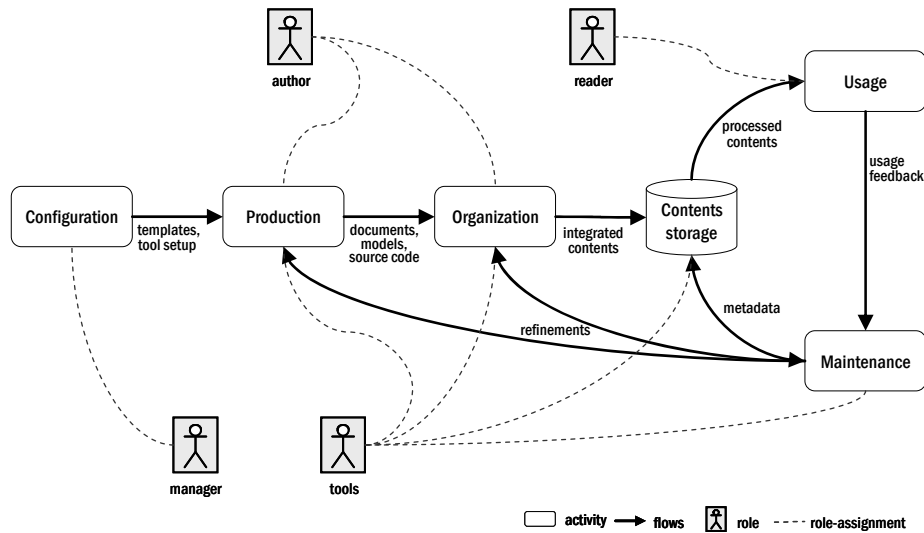 author
reader
Usage
processed
contents
usage
feedback
Configuration
templates,
tool setup
Production
documents,
models,
source code
Organization
integrated
contents
Contents
storage
metadata
refinements
Maintenance
manager
tools
activity
flows
role
role-assignment